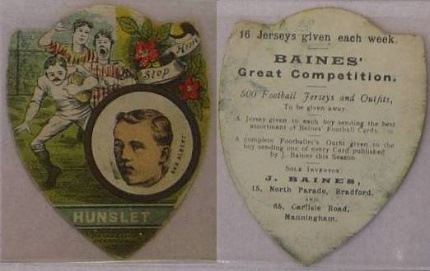 Stop Him
HAR ALBERT
HUNSLET
16 Jerseys given each week.
BAINES'
Great Competition.
500 Football Jerseys and Outfits,
To be given away.
A Jersey given to each boy sending the best
assortment of Baines' Football Cards.
A complete Footballer's Outfit given to the
boy sending one of every Card published
by J. Baines this Season
SOLE INVENTOR
J. BAINES,
15, North Parade, Bradford.
AND
65, Carlisle Road,
Manningham.